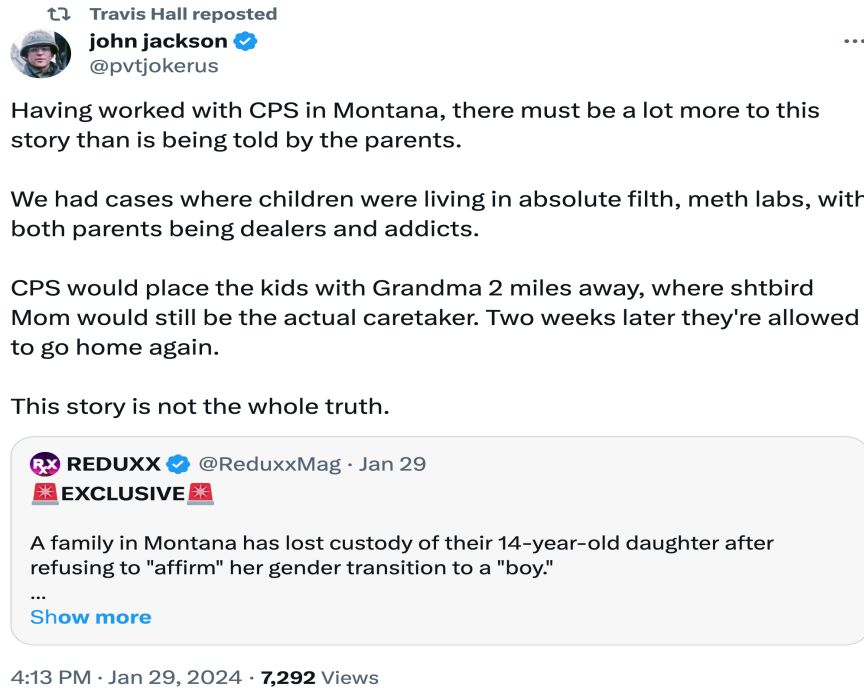 Travis Hall reposted
john jackson
@pvtjokerus
Having worked with CPS in Montana, there must be a lot more to this
story than is being told by the parents.
We had cases where children were living in absolute filth, meth labs, with
both parents being dealers and addicts.
CPS would place the kids with Grandma 2 miles away, where shtbird
Mom would still be the actual caretaker. Two weeks later they're allowed
to go home again.
This story is not the whole truth.
RX REDUXX @ReduxxMag · Jan 29
🚨EXCLUSIVE🚨
A family in Montana has lost custody of their 14-year-old daughter after
refusing to "affirm" her gender transition to a "boy."
...
Show more
4:13 PM · Jan 29, 2024 · 7,292 Views